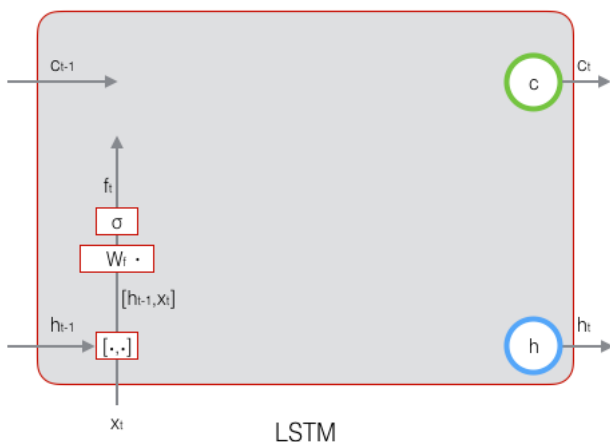 Ct-1
Ct
c
ft
σ
Wf ·
[ht-1,xt]
ht-1
[.,.]
h
ht
xt
LSTM